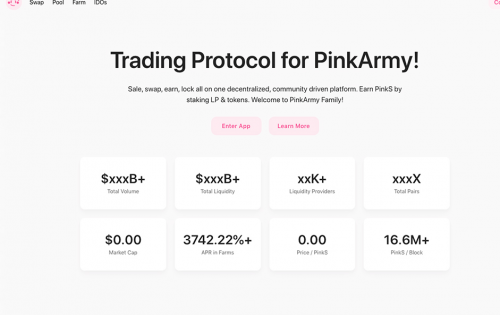 Swap Pool Farm IDOs
Trading Protocol for PinkArmy!
Sale, swap, earn, lock all on one decentralized, community driven platform. Earn PinkS by
staking LP & tokens. Welcome to PinkArmy Family!
Enter App Learn More
$xxxB+ $xxxB+ xxK+ xxxX
Total Volume Total Liquidity Liquidity Providers Total Pairs
$0.00 3742.22%+ 0.00 16.6M+
Market Cap APR in Farms Price / PinkS PinkS / Block